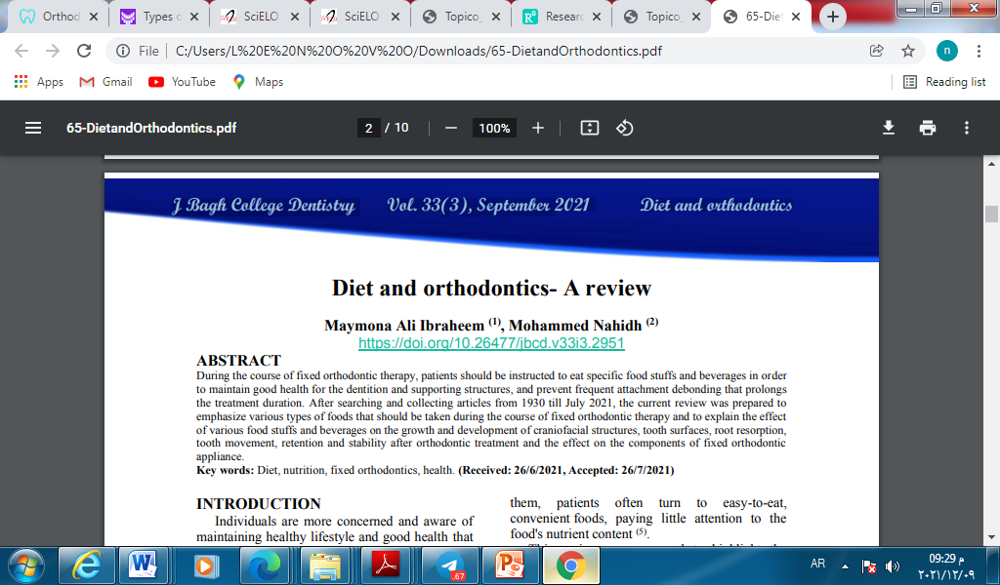 Orthod
Types c
SciELO
SciELO
Topico_
Researc
Topico_
65-Diet
File
C:/Users/L%20E%20N%20O%20V%20O/Downloads/65-DietandOrthodontics.pdf
n
Apps
Gmail
YouTube
Maps
Reading list
65-DietandOrthodontics.pdf
2 / 10
100%
J Bagh College Dentistry Vol. 33(3), September 2021 Diet and orthodontics
Diet and orthodontics- A review
Maymona Ali Ibraheem (1), Mohammed Nahidh (2)
https://doi.org/10.26477/jbcd.v33i3.2951
ABSTRACT
During the course of fixed orthodontic therapy, patients should be instructed to eat specific food stuffs and beverages in order
to maintain good health for the dentition and supporting structures, and prevent frequent attachment debonding that prolongs
the treatment duration. After searching and collecting articles from 1930 till July 2021, the current review was prepared to
emphasize various types of foods that should be taken during the course of fixed orthodontic therapy and to explain the effect
of various food stuffs and beverages on the growth and development of craniofacial structures, tooth surfaces, root resorption,
tooth movement, retention and stability after orthodontic treatment and the effect on the components of fixed orthodontic
appliance.
Key words: Diet, nutrition, fixed orthodontics, health. (Received: 26/6/2021, Accepted: 26/7/2021)
INTRODUCTION
Individuals are more concerned and aware of
maintaining healthy lifestyle and good health that
them, patients often turn to easy-to-eat,
convenient foods, paying little attention to the
food's nutrient content (5).
.67
AR
09:29 م
٢٠٢١/١٢/٠٩